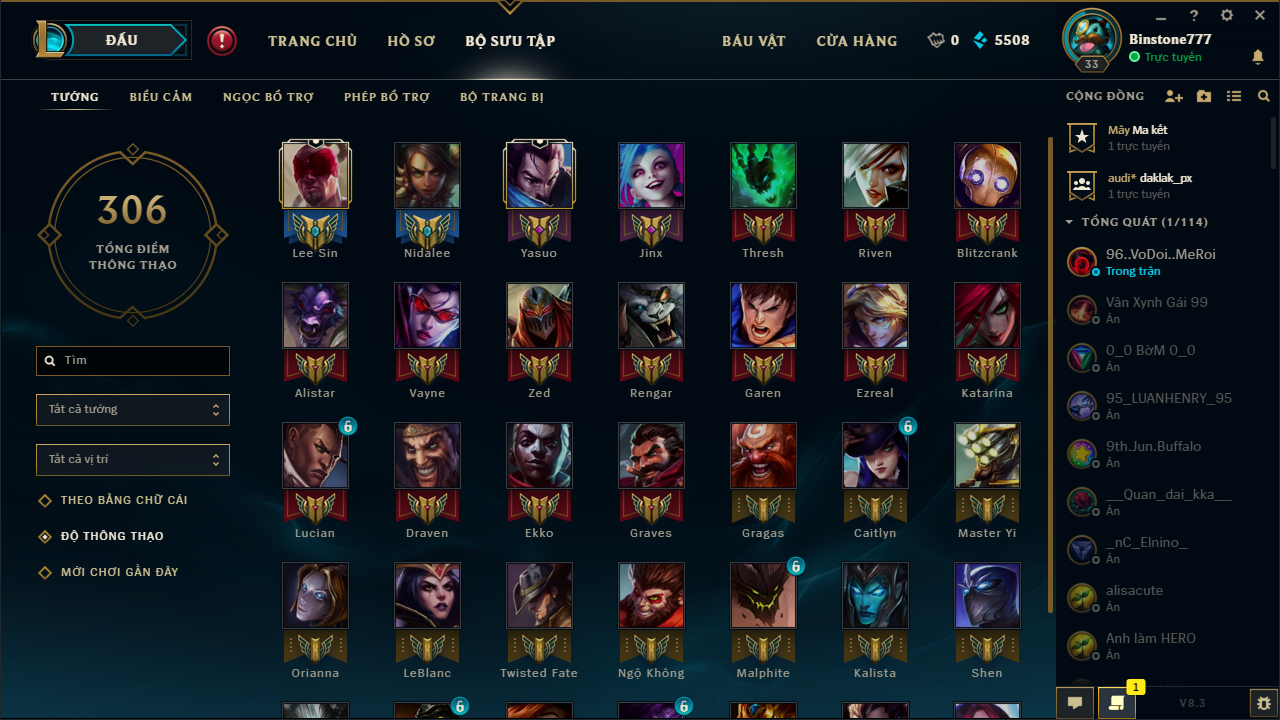 ĐẤU
TRANG CHỦ
HỒ SƠ
BỘ SƯU TẬP
BÁU VẬT
CỬA HÀNG
0
5508
33
Binstone777
Trực tuyến
TƯỚNG
BIỂU CẢM
NGỌC BỔ TRỢ
PHÉP BỔ TRỢ
BỘ TRANG BỊ
CỘNG ĐỒNG
306
TỔNG ĐIỂM
THÔNG THẠO
Tìm
Tất cả tướng
Tất cả vị trí
THEO BẢNG CHỮ CÁI
ĐỘ THÔNG THẠO
MỚI CHƠI GẦN ĐÂY
Lee Sin
Nidalee
Yasuo
Jinx
Thresh
Riven
Blitzcrank
Alistar
Vayne
Zed
Rengar
Garen
Ezreal
Katarina
6
6
Lucian
Draven
Ekko
Graves
Gragas
Caitlyn
Master Yi
6
Orianna
LeBlanc
Twisted Fate
Ngộ Không
Malphite
Kalista
Shen
6
6
Mây Ma kết
1 trực tuyến
audi* daklak_px
1 trực tuyến
TỔNG QUÁT (1/114)
96..VoDoi..MeRoi
Trong trận
Vân Xynh Gái 99
Ẩn
0_0 BờM 0_0
Ẩn
95_LUANHENRY_95
Ẩn
9th.Jun.Buffalo
Ẩn
__Quan_dai_kka__
Ẩn
_nC_Elnino_
Ẩn
alisacute
Ẩn
Anh làm HERO
Ẩn
1
V8.3